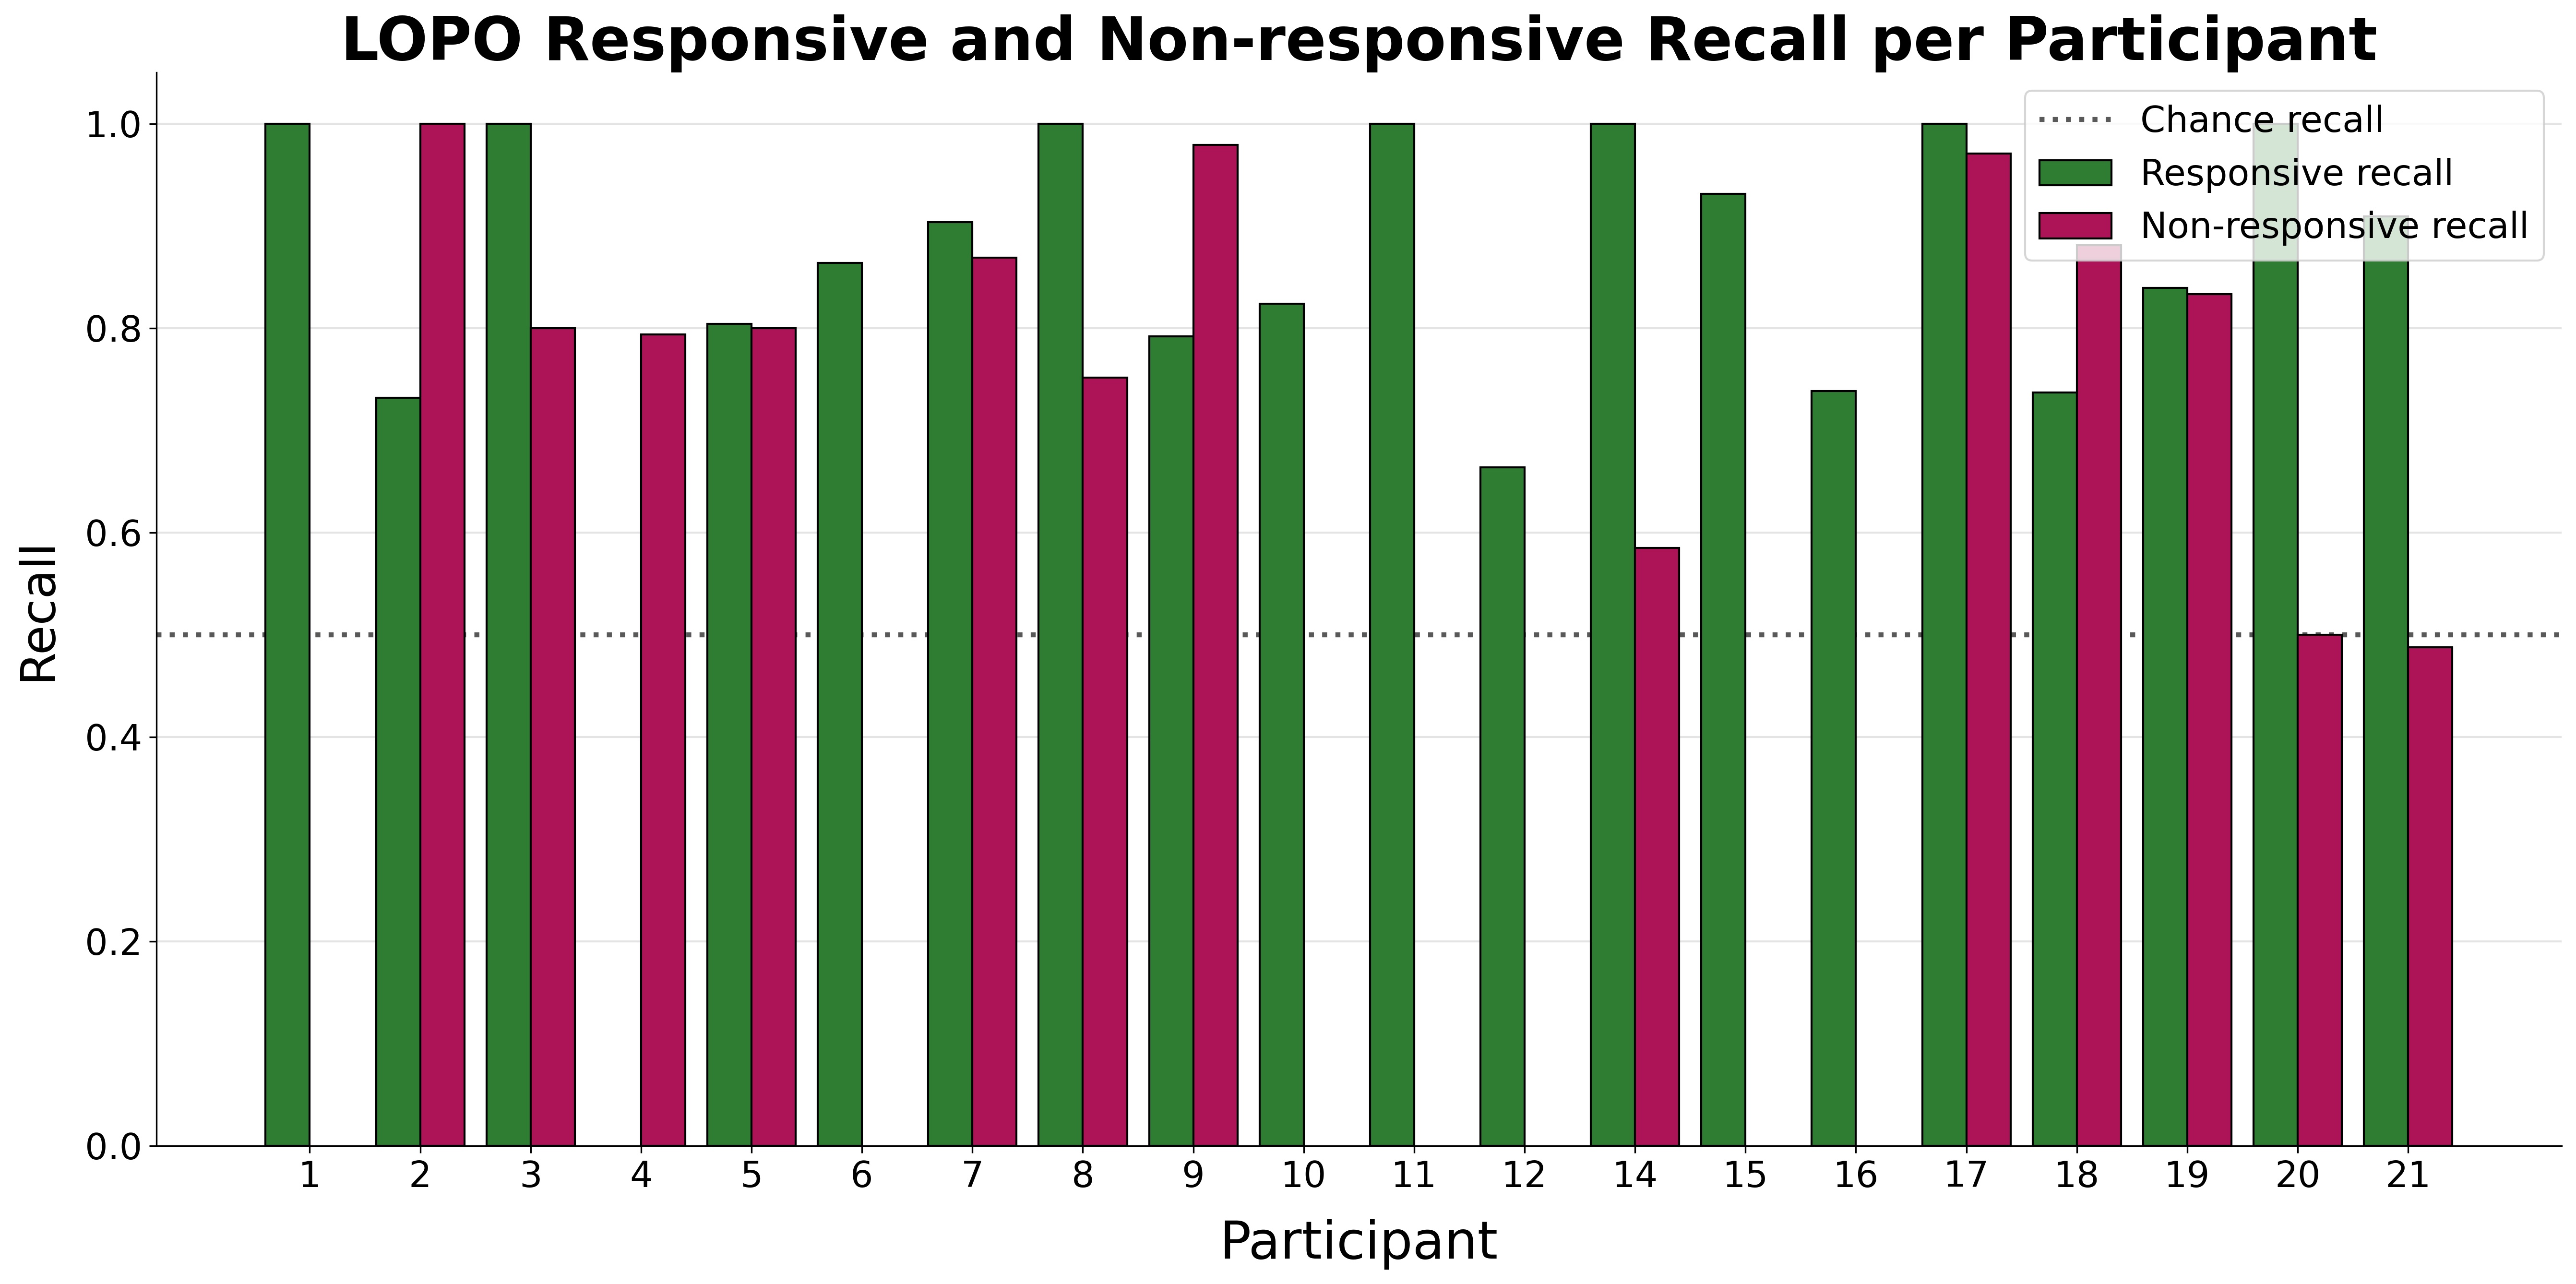 LOPO Responsive and Non-responsive Recall per Participant
Chance recall
Responsive recall
Non-responsive recall
Recall
1.0
0.8
0.6
0.4
0.2
0.0
1 2 3 4 5 6 7 8 9 10 11 12 14 15 16 17 18 19 20 21
Participant